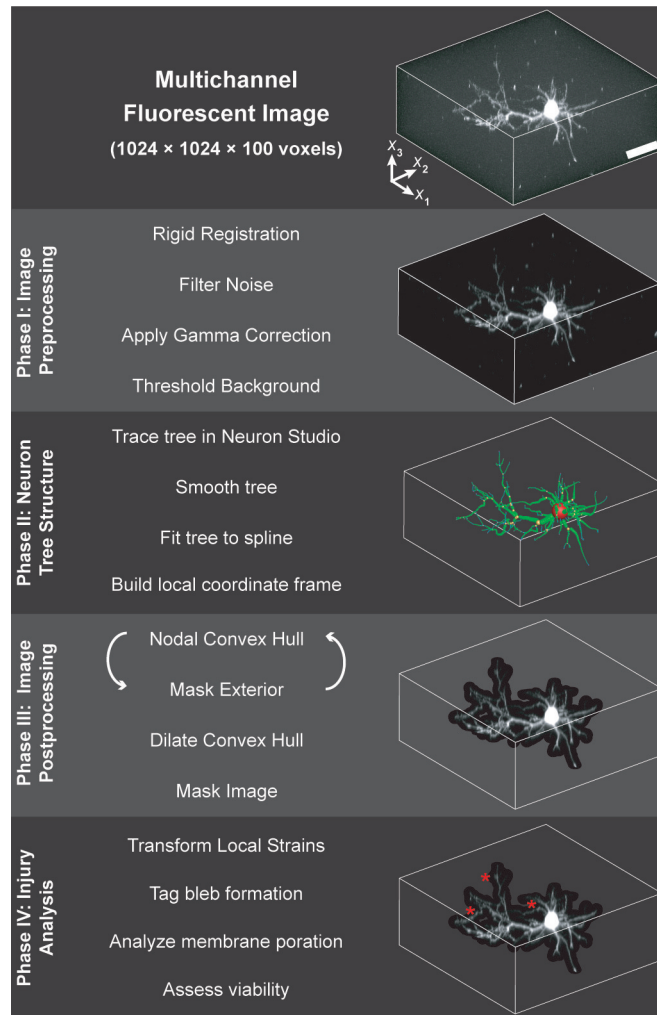 Multichannel
Fluorescent Image
(1024 × 1024 × 100 voxels)
X3
X2
X1
Phase I: Image
Preprocessing
Rigid Registration
Filter Noise
Apply Gamma Correction
Threshold Background
Phase II: Neuron
Tree Structure
Trace tree in Neuron Studio
Smooth tree
Fit tree to spline
Build local coordinate frame
Phase III: Image
Postprocessing
Nodal Convex Hull
Mask Exterior
Dilate Convex Hull
Mask Image
Phase IV: Injury
Analysis
Transform Local Strains
Tag bleb formation
Analyze membrane poration
Assess viability